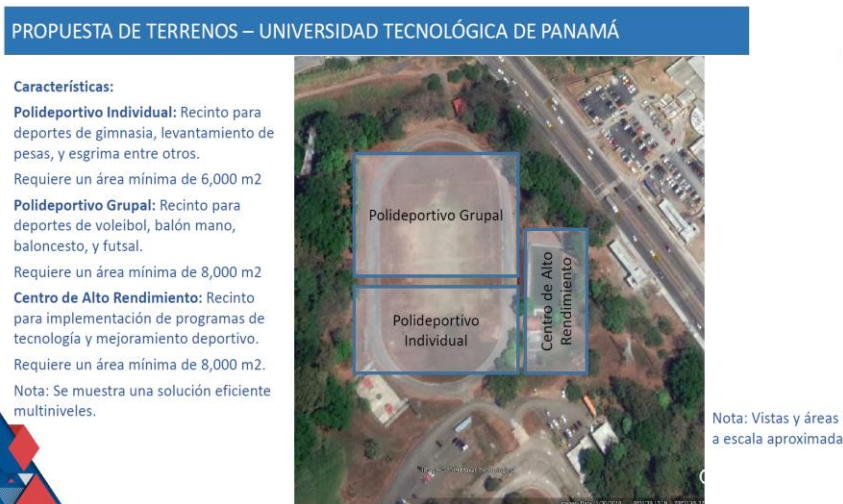 PROPUESTA DE TERRENOS – UNIVERSIDAD TECNOLÓGICA DE PANAMÁ
Características:
Polideportivo Individual: Recinto para
deportes de gimnasia, levantamiento de
pesas, y esgrima entre otros.
Requiere un área mínima de 6,000 m2
Polideportivo Grupal: Recinto para
deportes de voleibol, balón mano,
baloncesto, y futsal.
Requiere un área mínima de 8,000 m2
Centro de Alto Rendimiento: Recinto
para implementación de programas de
tecnología y mejoramiento deportivo.
Requiere un área mínima de 8,000 m2.
Nota: Se muestra una solución eficiente
multiniveles.
Polideportivo Grupal
Polideportivo
Individual
Centro de Alto
Rendimiento
Nota: Vistas y áreas
a escala aproximada